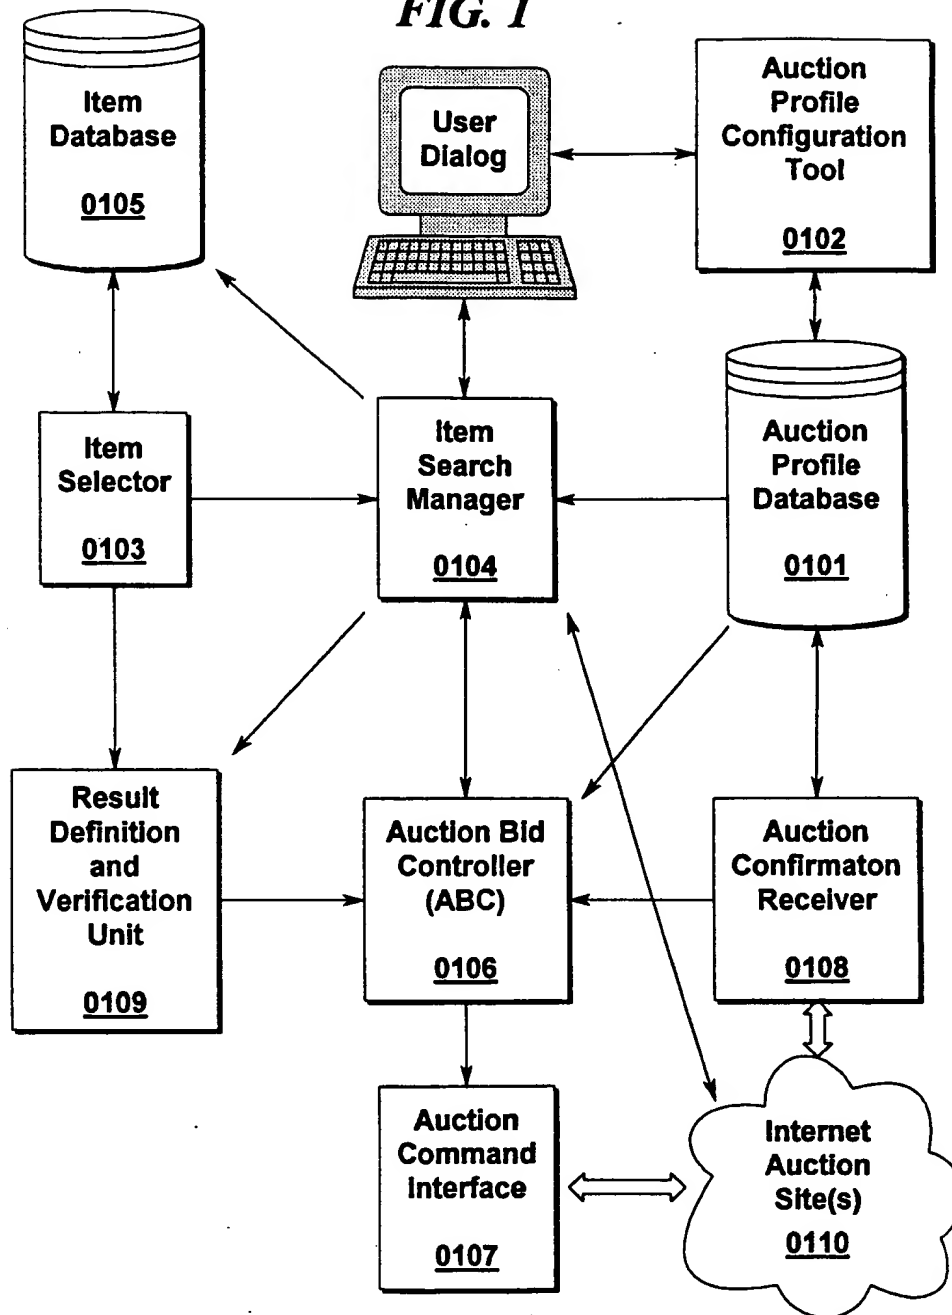 FIG. 1
Item
Database
0105
User
Dialog
Auction
Profile
Configuration
Tool
0102
Item
Selector
0103
Item
Search
Manager
0104
Auction
Profile
Database
0101
Result
Definition
and
Verification
Unit
0109
Auction Bid
Controller
(ABC)
0106
Auction
Confirmaton
Receiver
0108
Auction
Command
Interface
0107
Internet
Auction
Site(s)
0110